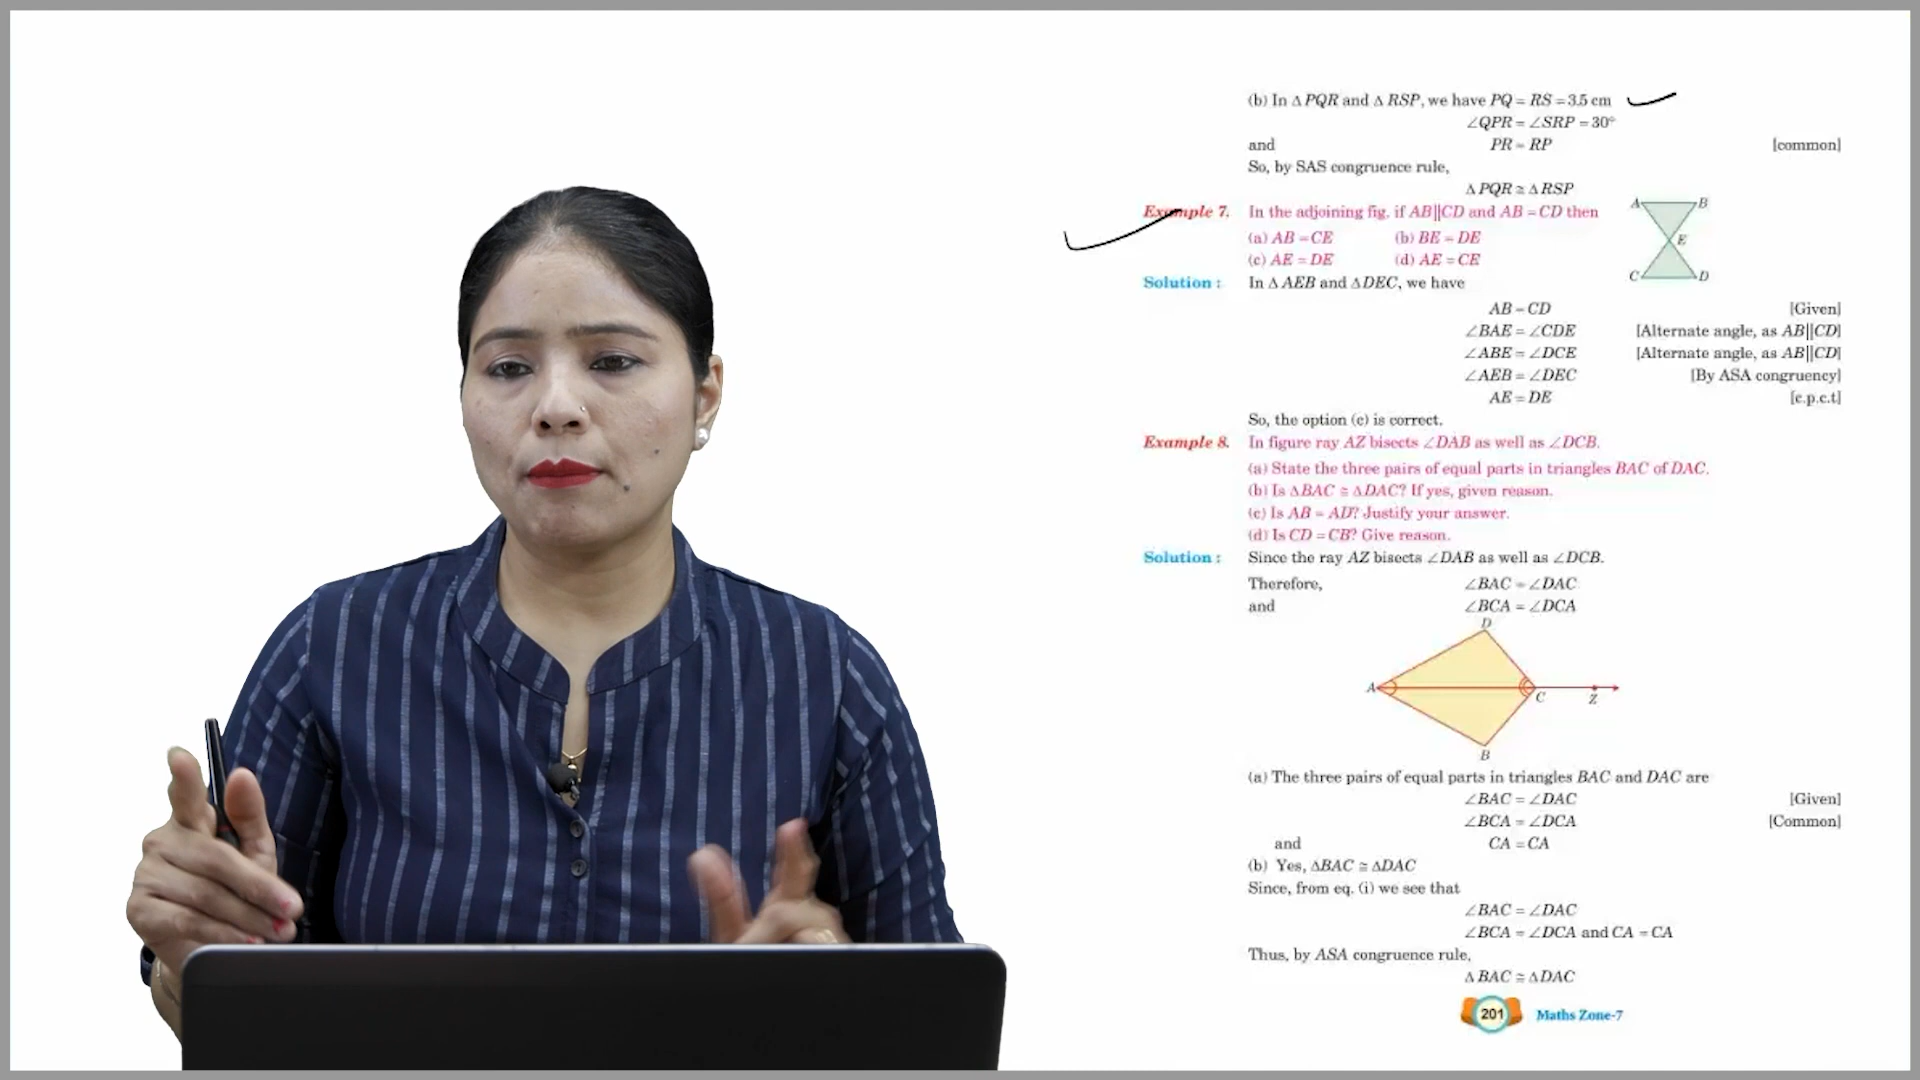 (b) In Δ PQR and Δ RSP, we have PQ = RS = 3.5 cm
∠QPR = ∠SRP = 30°
and PR = RP [common]
So, by SAS congruence rule,
Δ PQR ≅ Δ RSP
Example 7. In the adjoining fig. if AB||CD and AB = CD then
(a) AB = CE (b) BE = DE
(c) AE = DE (d) AE = CE
A B
E
C D
Solution : In Δ AEB and Δ DEC, we have
AB = CD [Given]
∠BAE = ∠CDE [Alternate angle, as AB||CD]
∠ABE = ∠DCE [Alternate angle, as AB||CD]
∠AEB = ∠DEC [By ASA congruency]
AE = DE [c.p.c.t]
So, the option (c) is correct.
Example 8. In figure ray AZ bisects ∠DAB as well as ∠DCB.
(a) State the three pairs of equal parts in triangles BAC of DAC.
(b) Is ΔBAC ≅ ΔDAC? If yes, given reason.
(c) Is AB = AD? Justify your answer.
(d) Is CD = CB? Give reason.
Solution : Since the ray AZ bisects ∠DAB as well as ∠DCB.
Therefore, ∠BAC = ∠DAC
and ∠BCA = ∠DCA
D
A C Z
B
(a) The three pairs of equal parts in triangles BAC and DAC are
∠BAC = ∠DAC [Given]
∠BCA = ∠DCA [Common]
and CA = CA
(b) Yes, ΔBAC ≅ ΔDAC
Since, from eq. (i) we see that
∠BAC = ∠DAC
∠BCA = ∠DCA and CA = CA
Thus, by ASA congruence rule,
Δ BAC ≅ Δ DAC
201 Maths Zone-7